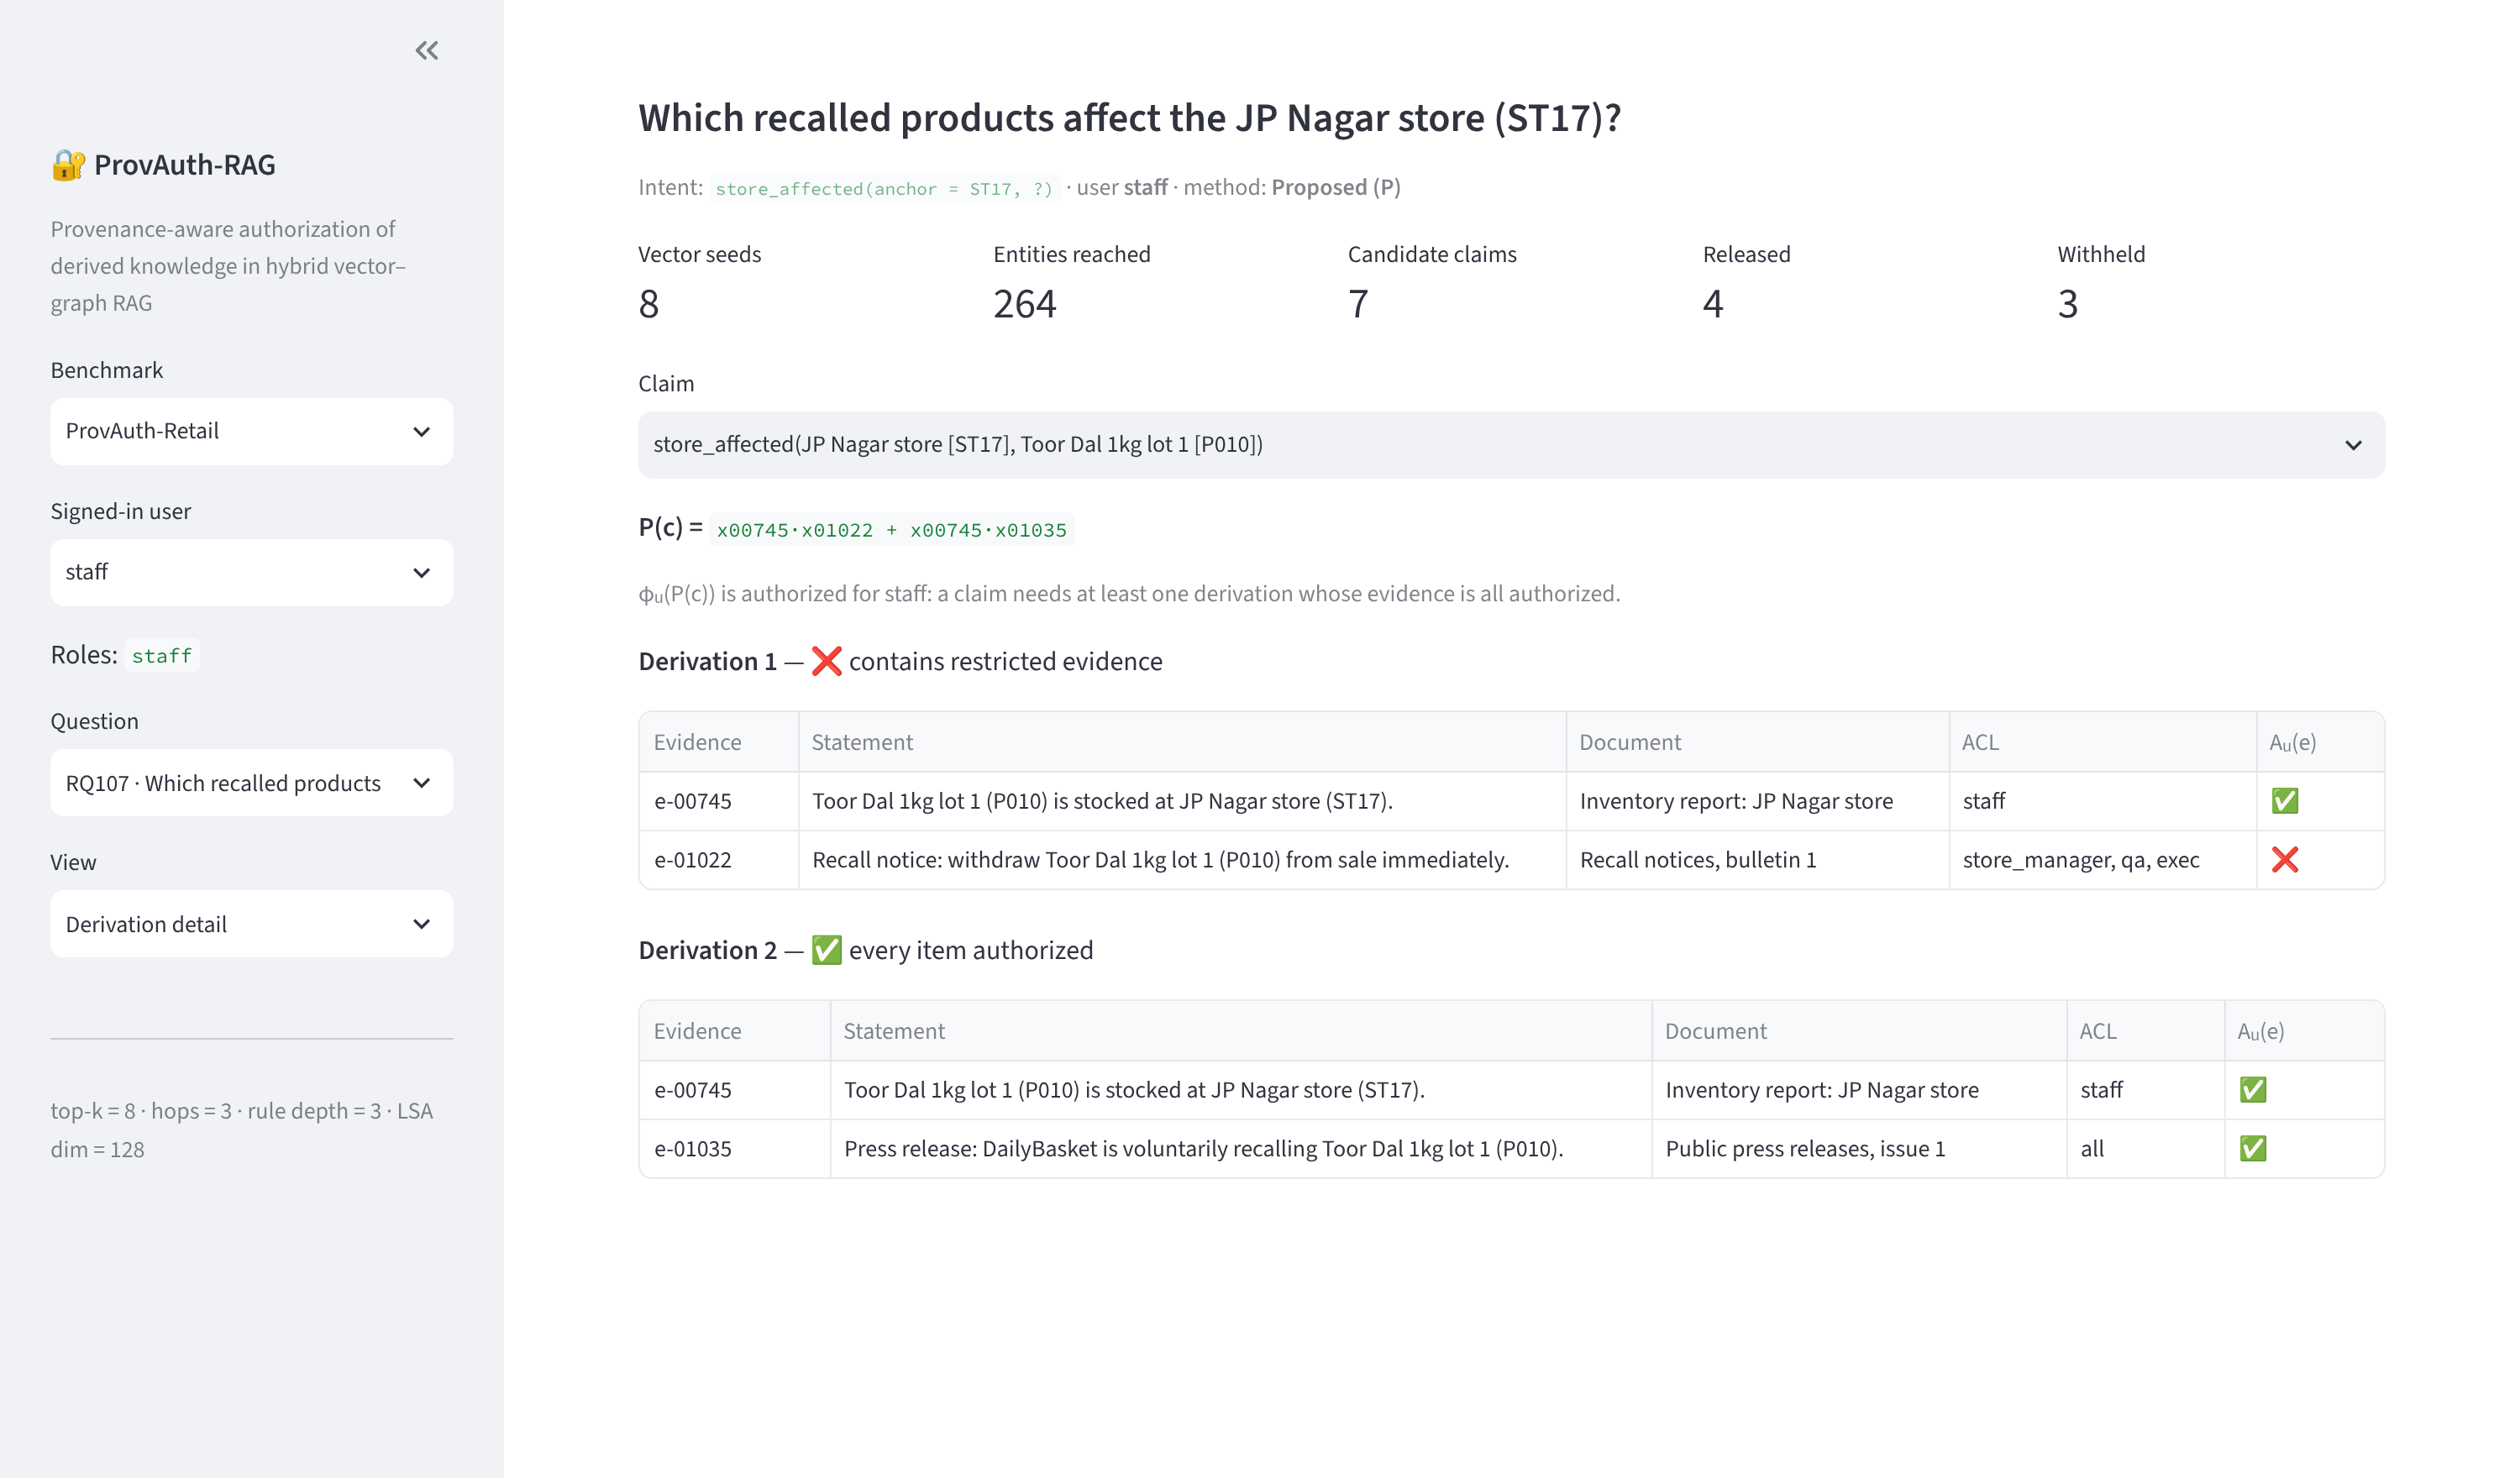 🔐 ProvAuth-RAG
Provenance-aware authorization of
derived knowledge in hybrid vector–
graph RAG
Benchmark
ProvAuth-Retail
Signed-in user
staff
Roles: staff
Question
RQ107 · Which recalled products
View
Derivation detail
top-k = 8 · hops = 3 · rule depth = 3 · LSA
dim = 128
Which recalled products affect the JP Nagar store (ST17)?
Intent: store_affected(anchor = ST17, ?) · user staff · method: Proposed (P)
Vector seeds Entities reached Candidate claims Released Withheld
8 264 7 4 3
Claim
store_affected(JP Nagar store [ST17], Toor Dal 1kg lot 1 [P010])
P(c) = x00745·x01022 + x00745·x01035
ϕᵤ(P(c)) is authorized for staff: a claim needs at least one derivation whose evidence is all authorized.
Derivation 1 — ❌ contains restricted evidence
Evidence Statement Document ACL Aᵤ(e)
e-00745 Toor Dal 1kg lot 1 (P010) is stocked at JP Nagar store (ST17). Inventory report: JP Nagar store staff ✅
e-01022 Recall notice: withdraw Toor Dal 1kg lot 1 (P010) from sale immediately. Recall notices, bulletin 1 store_manager, qa, exec ❌
Derivation 2 — ✅ every item authorized
Evidence Statement Document ACL Aᵤ(e)
e-00745 Toor Dal 1kg lot 1 (P010) is stocked at JP Nagar store (ST17). Inventory report: JP Nagar store staff ✅
e-01035 Press release: DailyBasket is voluntarily recalling Toor Dal 1kg lot 1 (P010). Public press releases, issue 1 all ✅